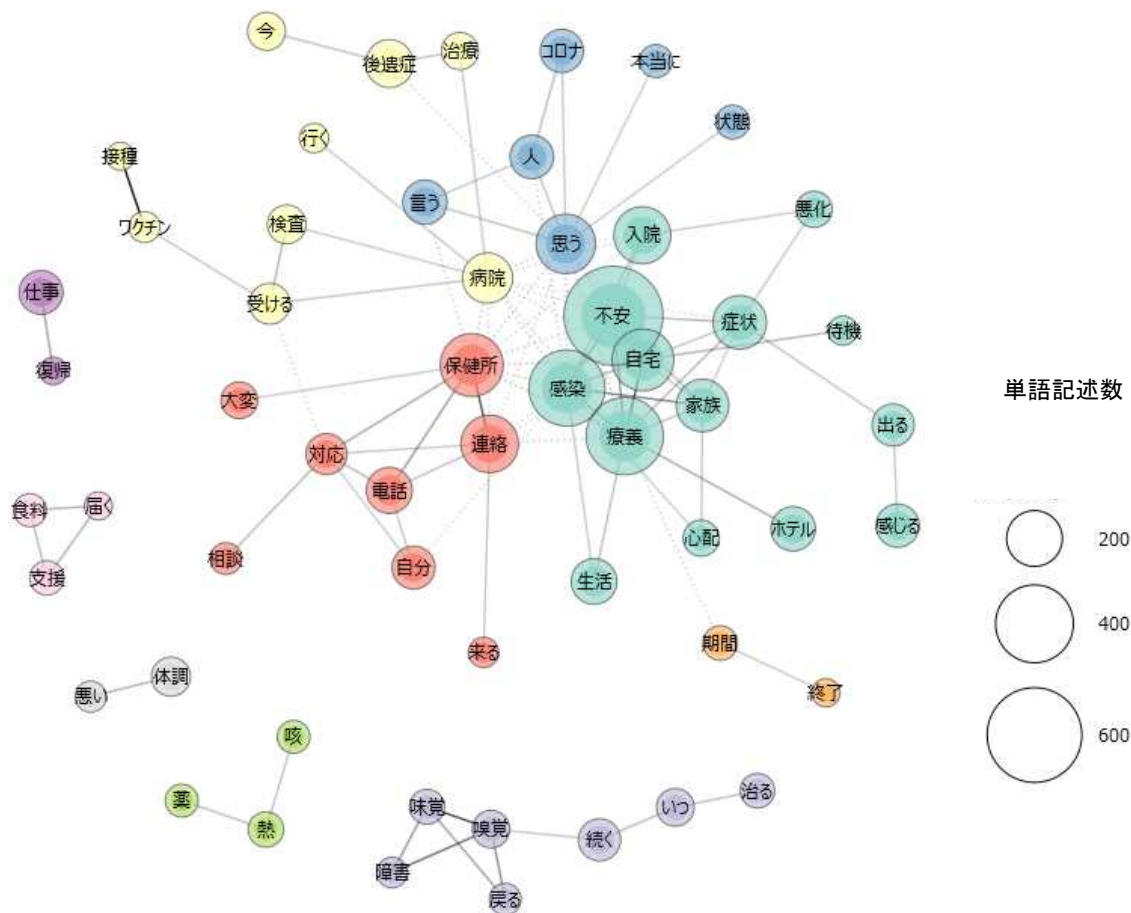 今
後遺症
治療
コロナ
本当に
行く
状態
接種
人
ワクチン
検査
言う
悪化
思う
入院
病院
仕事
受ける
不安
症状
待機
復帰
保健所
自宅
大変
感染
家族
単語記述数
連絡
療義
出る
対応
電話
食料
届く
感じる
200
相談
自分
心配
ホテル
支援
生活
400
来る
期間
体調
悪い
終了
咳
600
薬
熱
味覚
嗅覚
いつ
治る
続く
障害
戻る